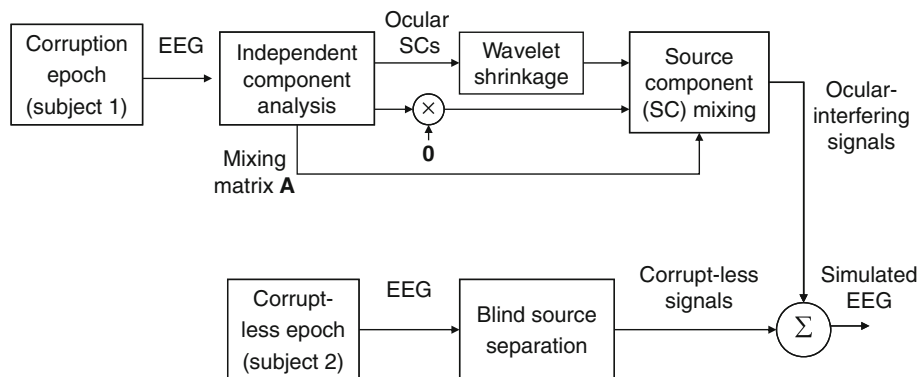 Corruption
epoch
(subject 1)
EEG
Independent
component
analysis
Ocular
SCs
Wavelet
shrinkage
Source
component
(SC) mixing
×
0
Mixing
matrix A
Ocular-
interfering
signals
Corrupt-
less epoch
(subject 2)
EEG
Blind source
separation
Corrupt-less
signals
Σ
Simulated
EEG